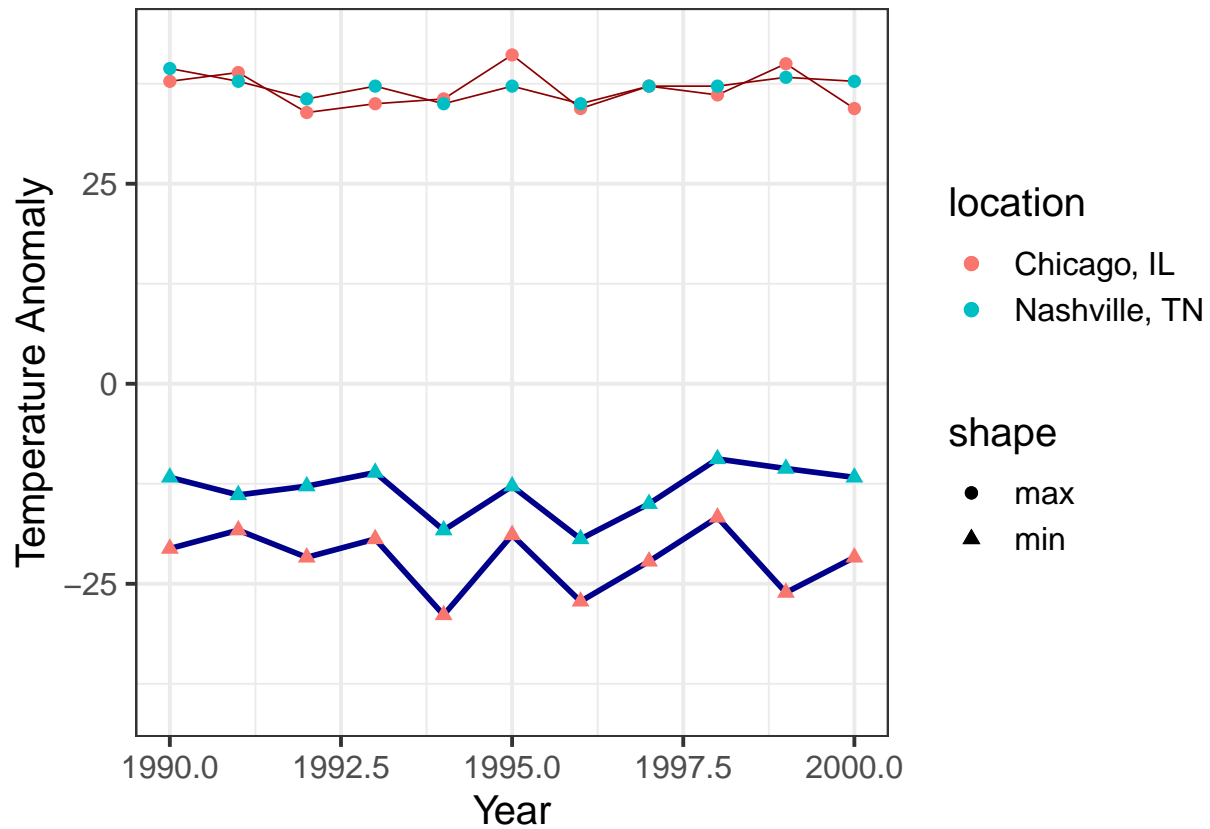 Temperature Anomaly
25
0
−25
1990.0 1992.5 1995.0 1997.5 2000.0
Year
location
Chicago, IL
Nashville, TN
shape
max
min